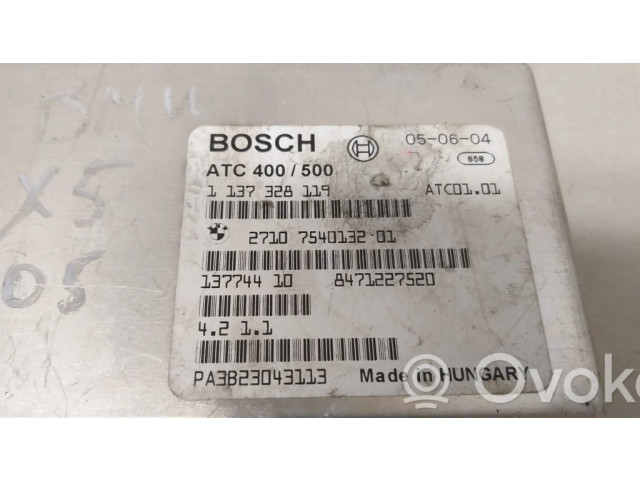 BMW
X5
05
BOSCH 05-06-04
658
ATC 400 / 500
1 137 328 119 ATC01.01
2710 7540132 01
137744 10 8471227520
4.2 1.1
PA3823043113 Made in HUNGARY
Ovoko